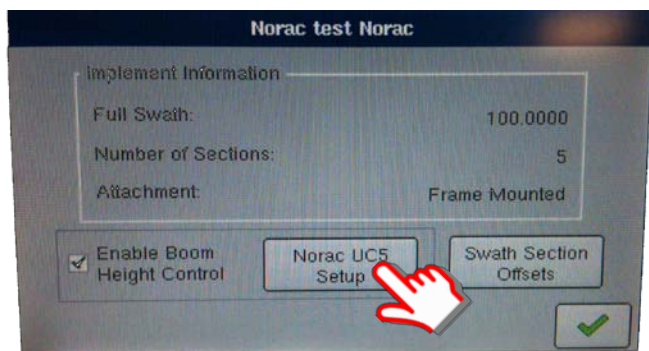 Norac test Norac
Implement Information
Full Swath: 100.0000
Number of Sections: 5
Attachment: Frame Mounted
Enable Boom
Height Control
Norac UC5
Setup
Swath Section
Offsets